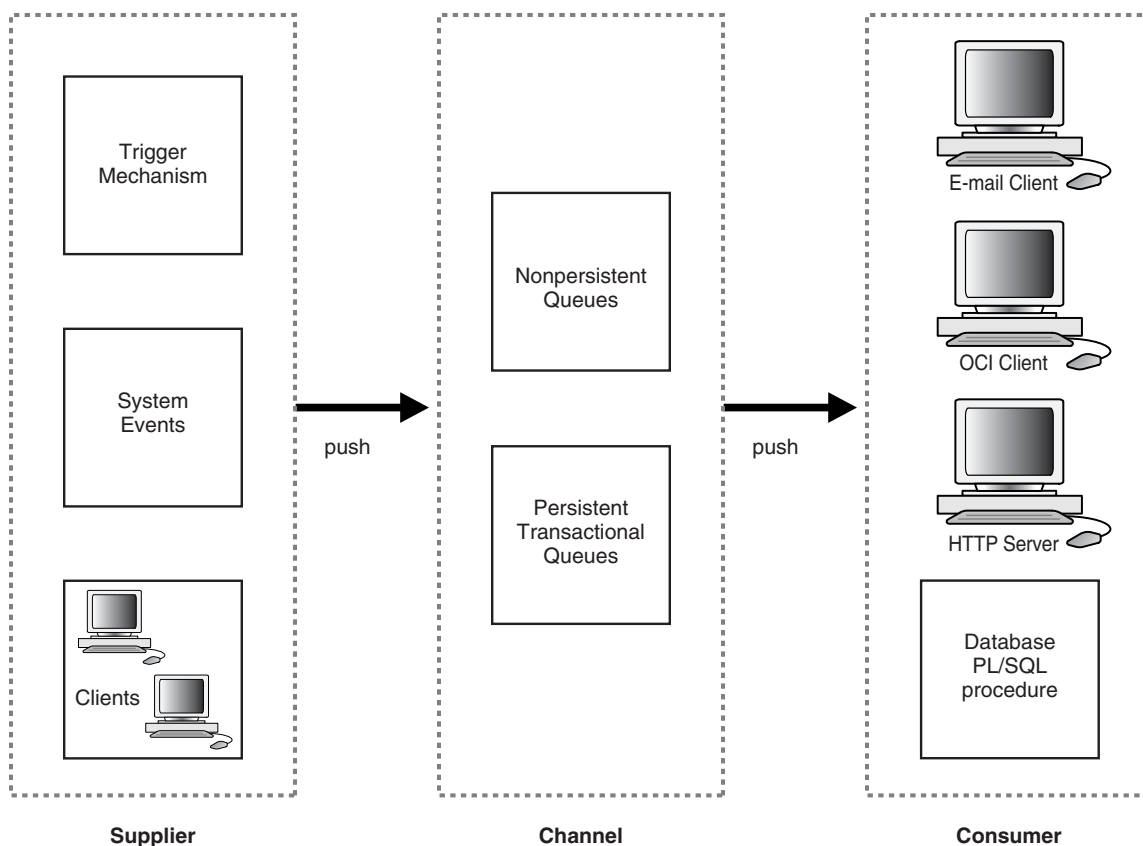 Trigger
Mechanism
System
Events
Clients
Supplier
push
Nonpersistent
Queues
Persistent
Transactional
Queues
Channel
push
E-mail Client
OCI Client
HTTP Server
Database
PL/SQL
procedure
Consumer